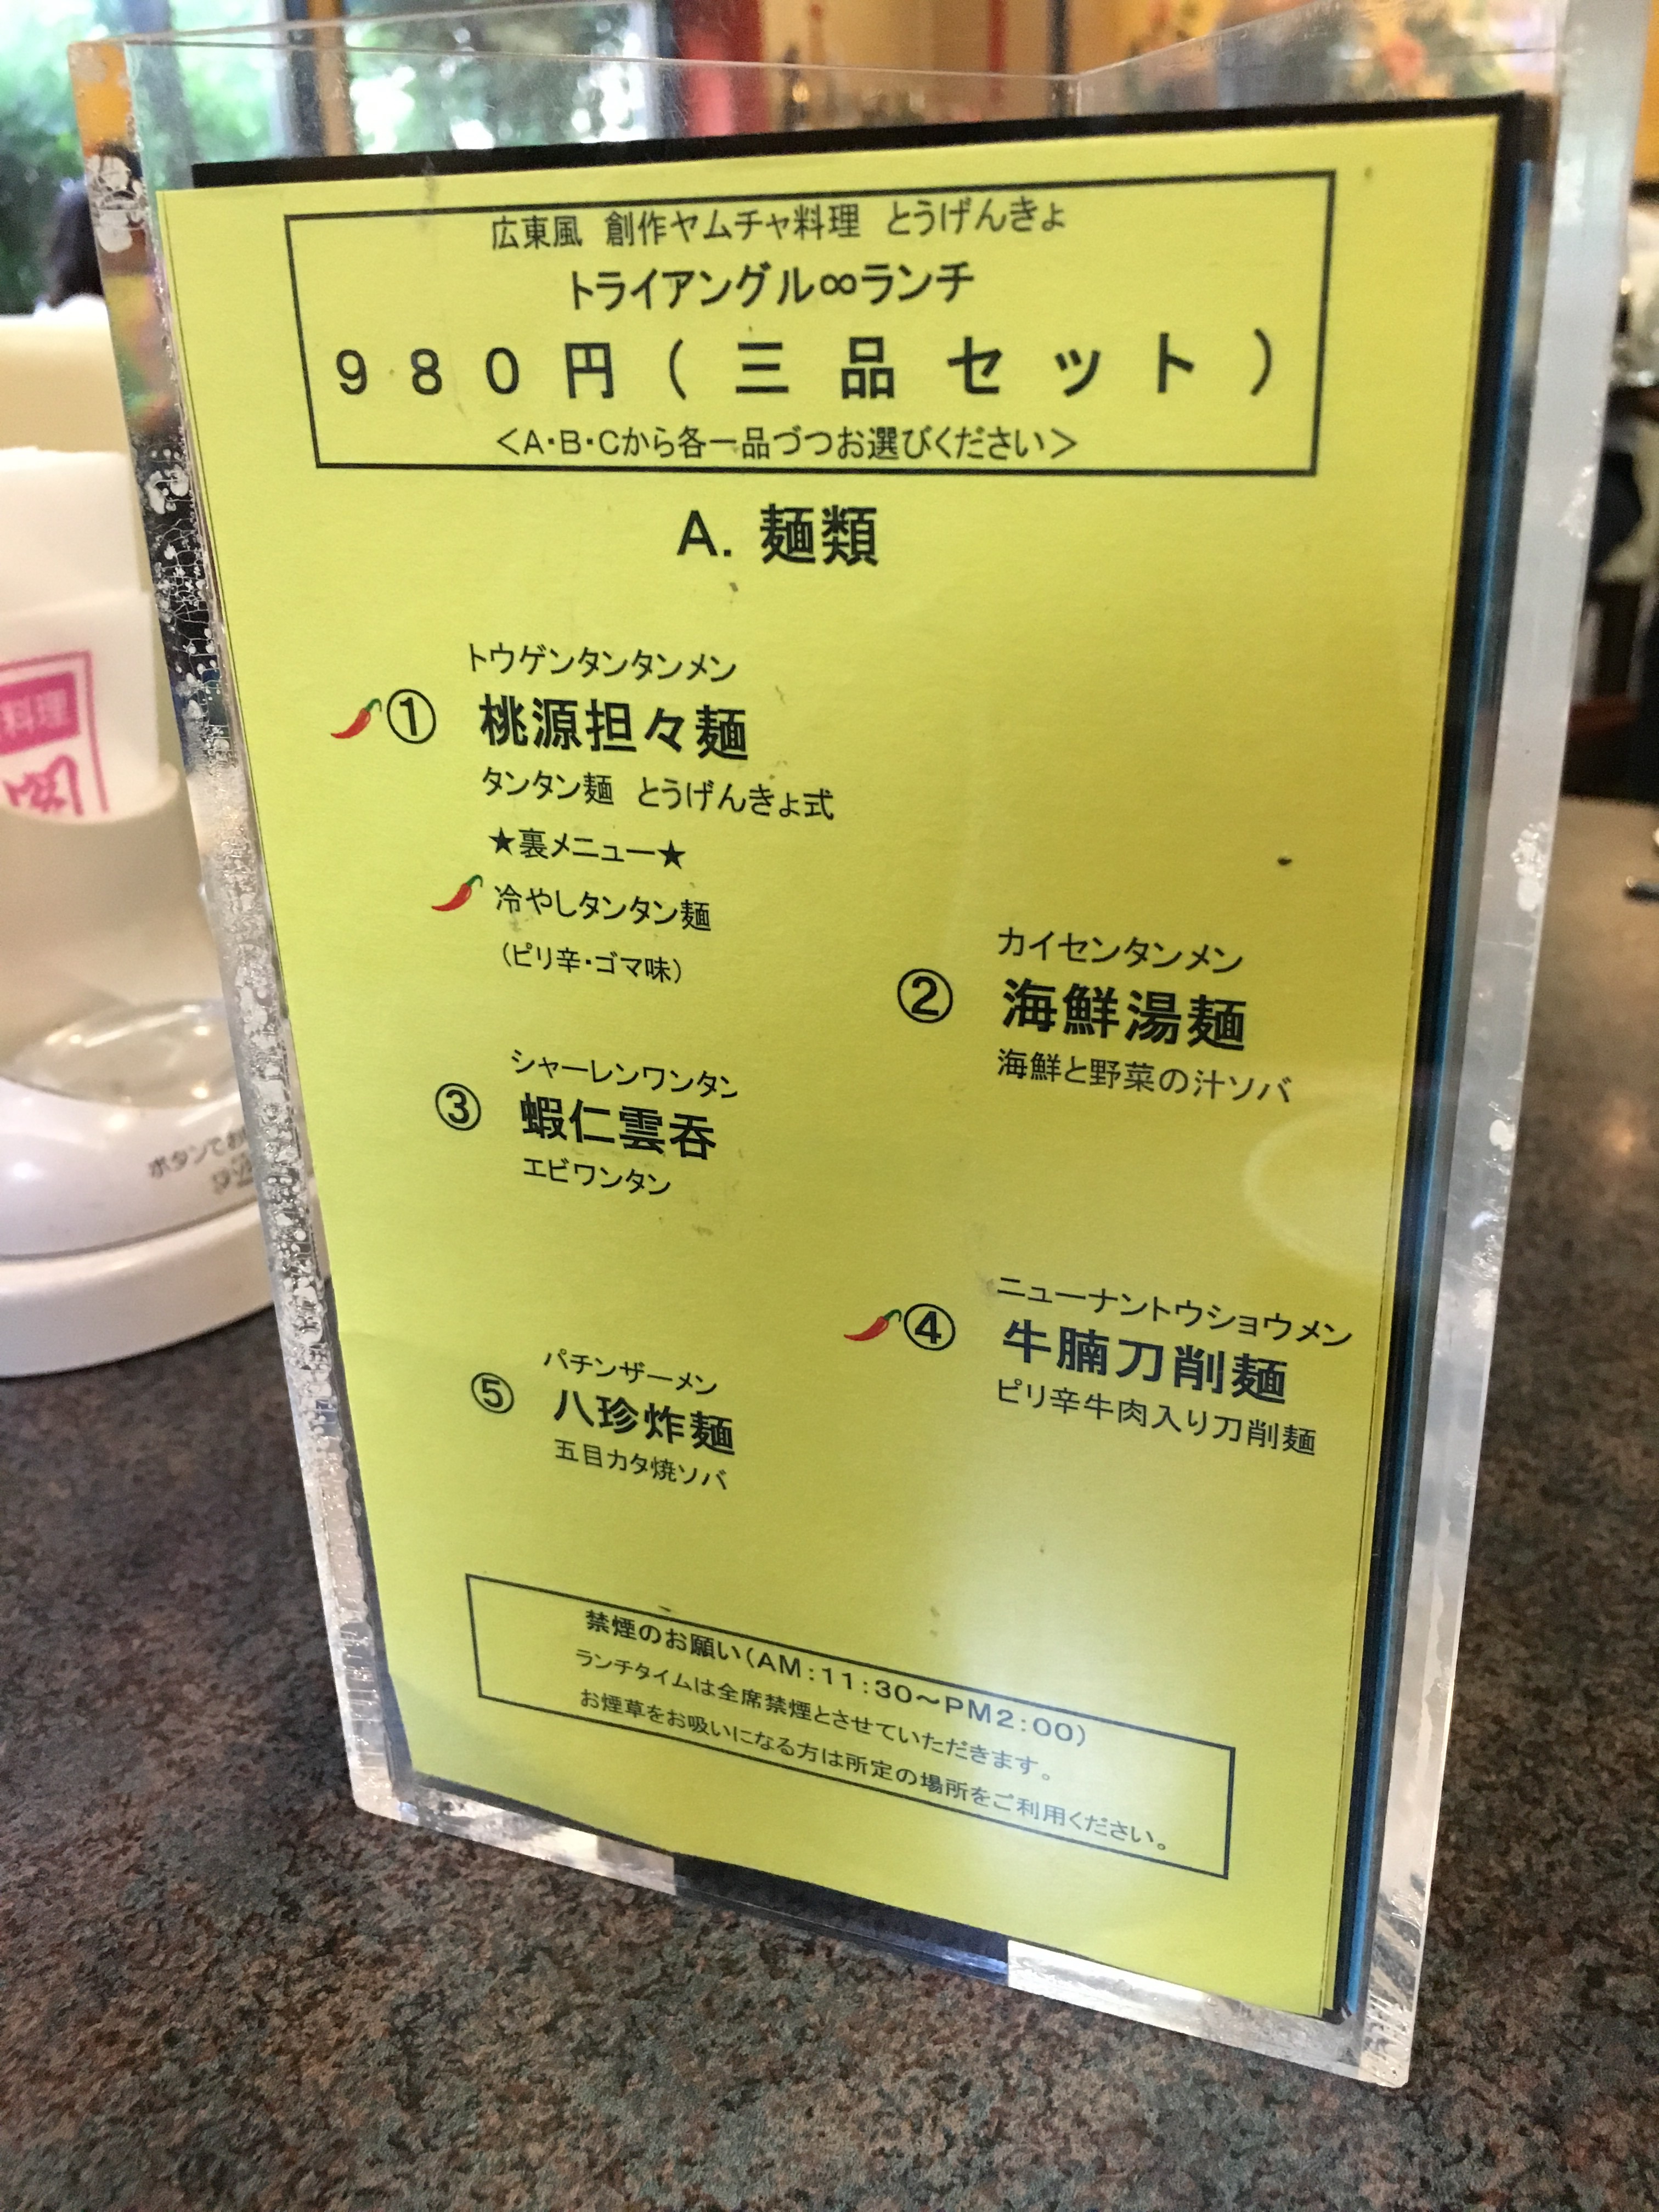 広東風 創作ヤムチャ料理 とうげんきょ
トライアングル∞ランチ
９８０円（三品セット）
＜A・B・Cから各一品づつお選びください＞
A. 麺類
トウゲンタンタンメン
① 桃源担々麺
タンタン麺 とうげんきょ式
★裏メニュー★
冷やしタンタン麺
（ピリ辛・ゴマ味）
カイセンタンメン
② 海鮮湯麺
海鮮と野菜の汁ソバ
シャーレンワンタン
③ 蝦仁雲呑
エビワンタン
ニューナントウショウメン
④ 牛腩刀削麺
ピリ辛牛肉入り刀削麺
パチンザーメン
⑤ 八珍炸麺
五目カタ焼ソバ
禁煙のお願い（AM：11：30～PM2：00）
ランチタイムは全席禁煙とさせていただきます。
お煙草をお吸いになる方は所定の場所をご利用ください。
料理
ボタンでお